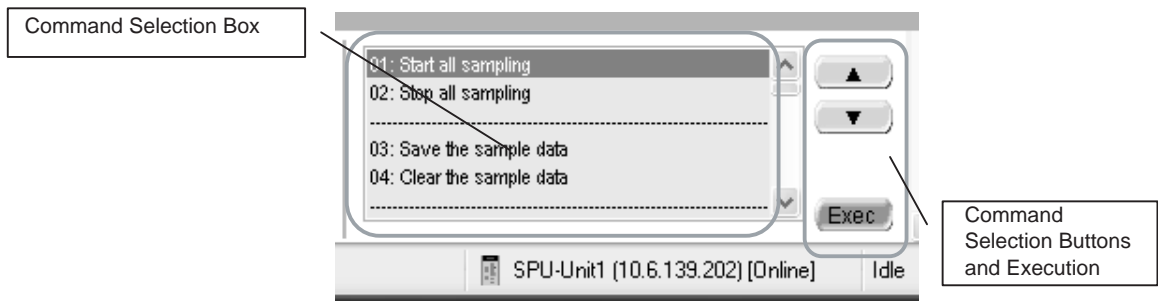 Command Selection Box
01: Start all sampling
02: Stop all sampling
03: Save the sample data
04: Clear the sample data
Exec
Command
Selection Buttons
and Execution
SPU-Unit1 (10.6.139.202) [Online]
Idle